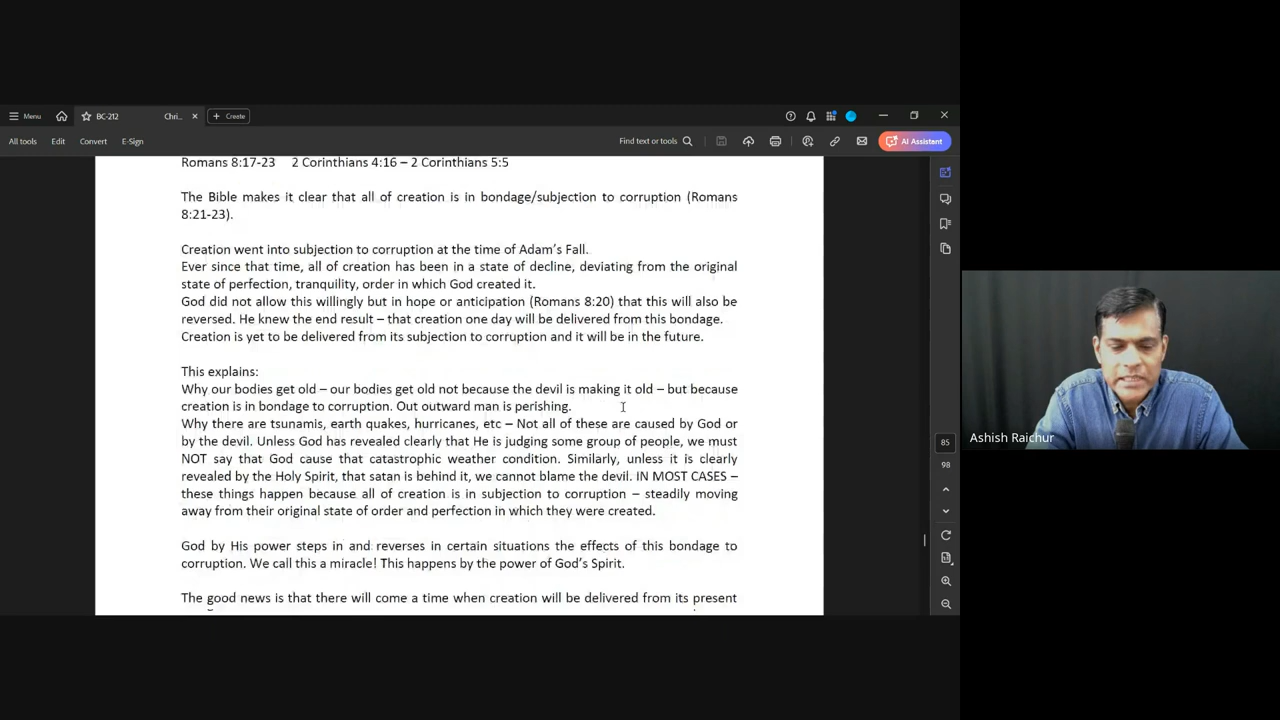 Menu
BC-212
Chri...
Create
All tools
Edit
Convert
E-Sign
Find text or tools
AI Assistant
Romans 8:17-23 2 Corinthians 4:16 – 2 Corinthians 5:5
The Bible makes it clear that all of creation is in bondage/subjection to corruption (Romans
8:21-23).
Creation went into subjection to corruption at the time of Adam's Fall.
Ever since that time, all of creation has been in a state of decline, deviating from the original
state of perfection, tranquility, order in which God created it.
God did not allow this willingly but in hope or anticipation (Romans 8:20) that this will also be
reversed. He knew the end result – that creation one day will be delivered from this bondage.
Creation is yet to be delivered from its subjection to corruption and it will be in the future.
This explains:
Why our bodies get old – our bodies get old not because the devil is making it old – but because
creation is in bondage to corruption. Out outward man is perishing.
Why there are tsunamis, earth quakes, hurricanes, etc – Not all of these are caused by God or
by the devil. Unless God has revealed clearly that He is judging some group of people, we must
NOT say that God cause that catastrophic weather condition. Similarly, unless it is clearly
revealed by the Holy Spirit, that satan is behind it, we cannot blame the devil. IN MOST CASES –
these things happen because all of creation is in subjection to corruption – steadily moving
away from their original state of order and perfection in which they were created.
God by His power steps in and reverses in certain situations the effects of this bondage to
corruption. We call this a miracle! This happens by the power of God's Spirit.
The good news is that there will come a time when creation will be delivered from its present
85
98
Ashish Raichur